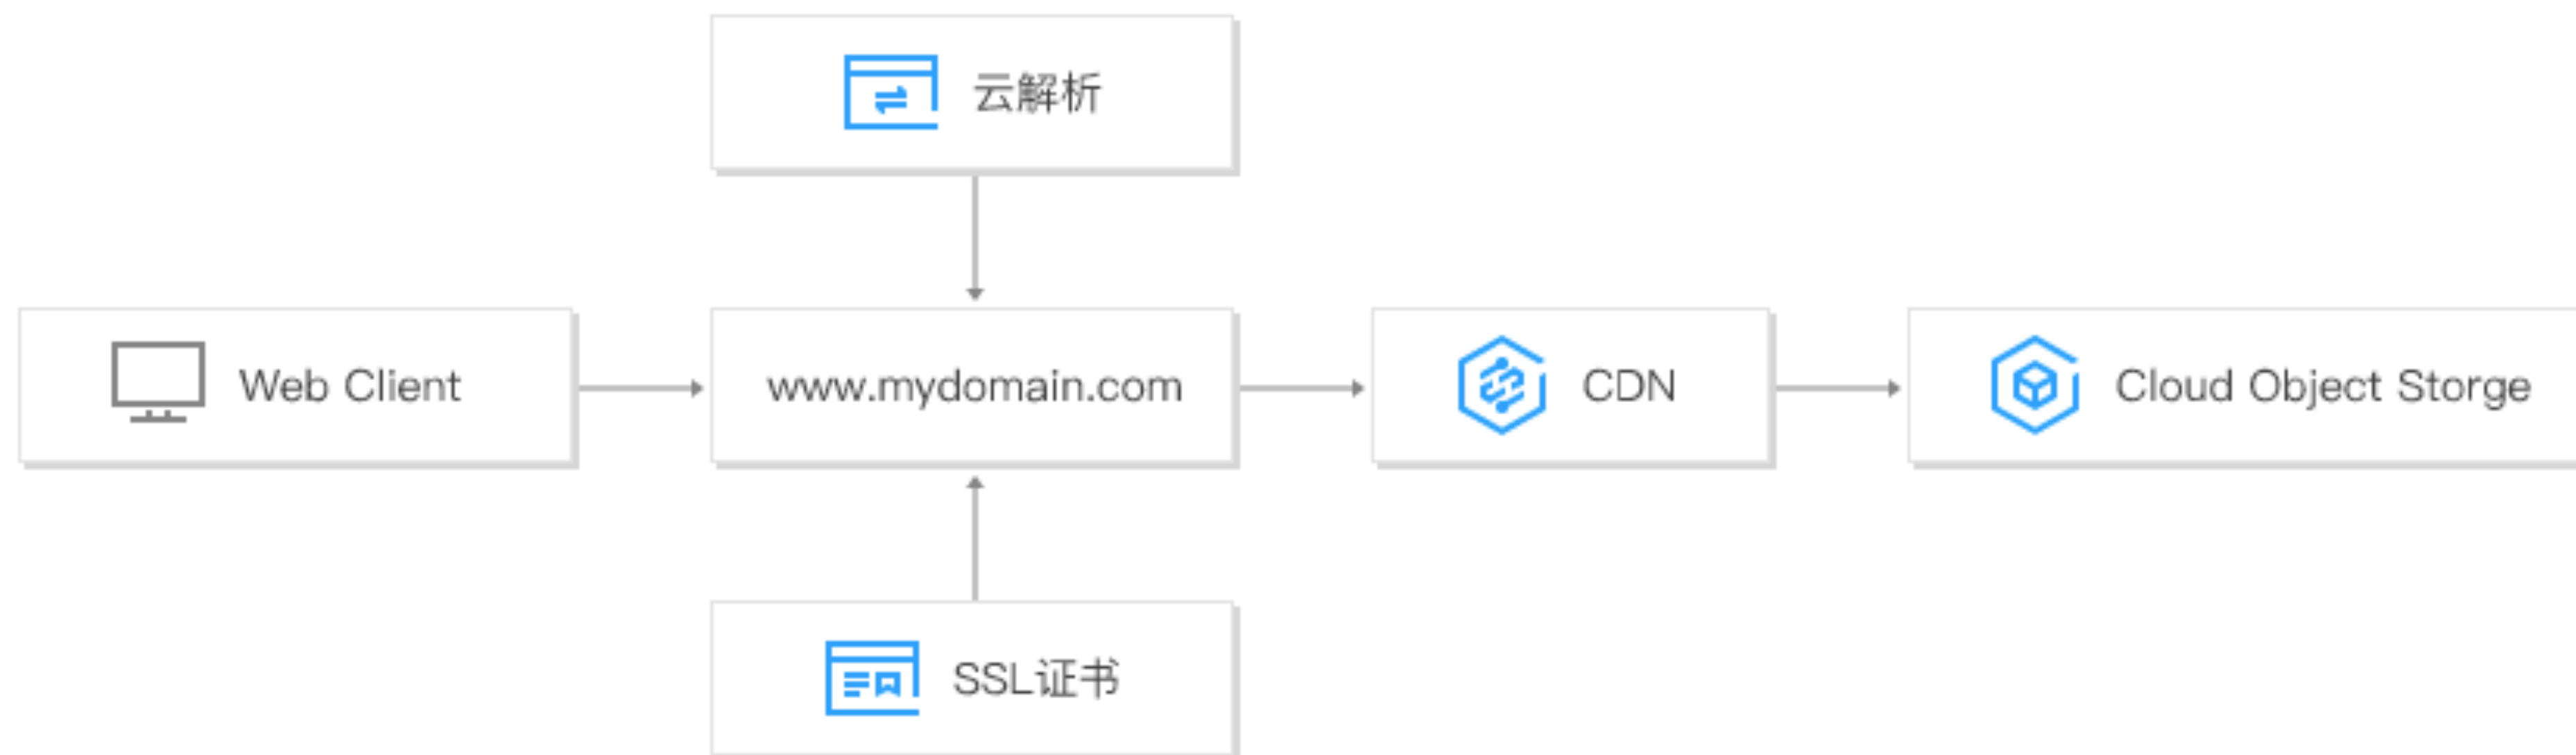 云解析
Web Client
www.mydomain.com
CDN
Cloud Object Storge
SSL证书